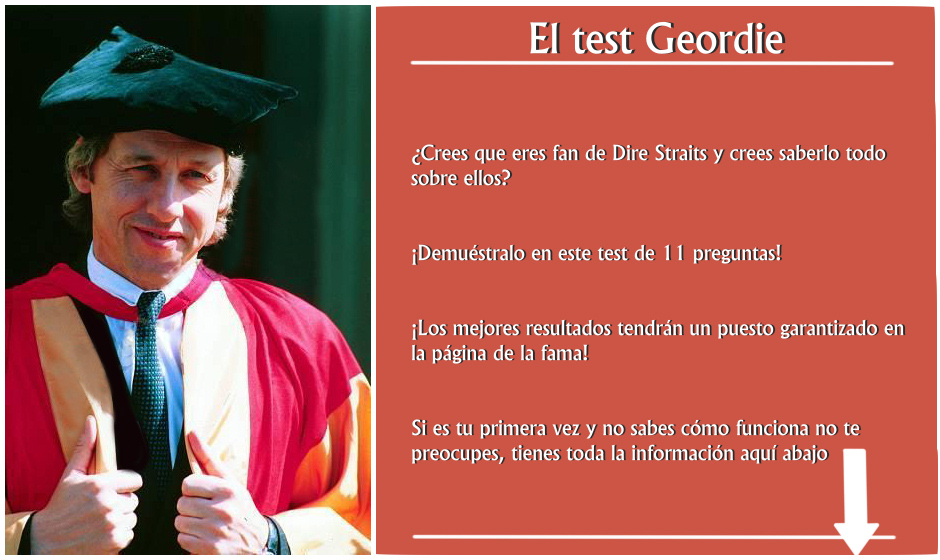 El test Geordie
¿Crees que eres fan de Dire Straits y crees saberlo todo
sobre ellos?
¡Demuéstralo en este test de 11 preguntas!
¡Los mejores resultados tendrán un puesto garantizado en
la página de la fama!
Si es tu primera vez y no sabes cómo funciona no te
preocupes, tienes toda la información aquí abajo